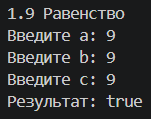 1.9 Равенство
Введите a: 9
Введите b: 9
Введите c: 9
Результат: true